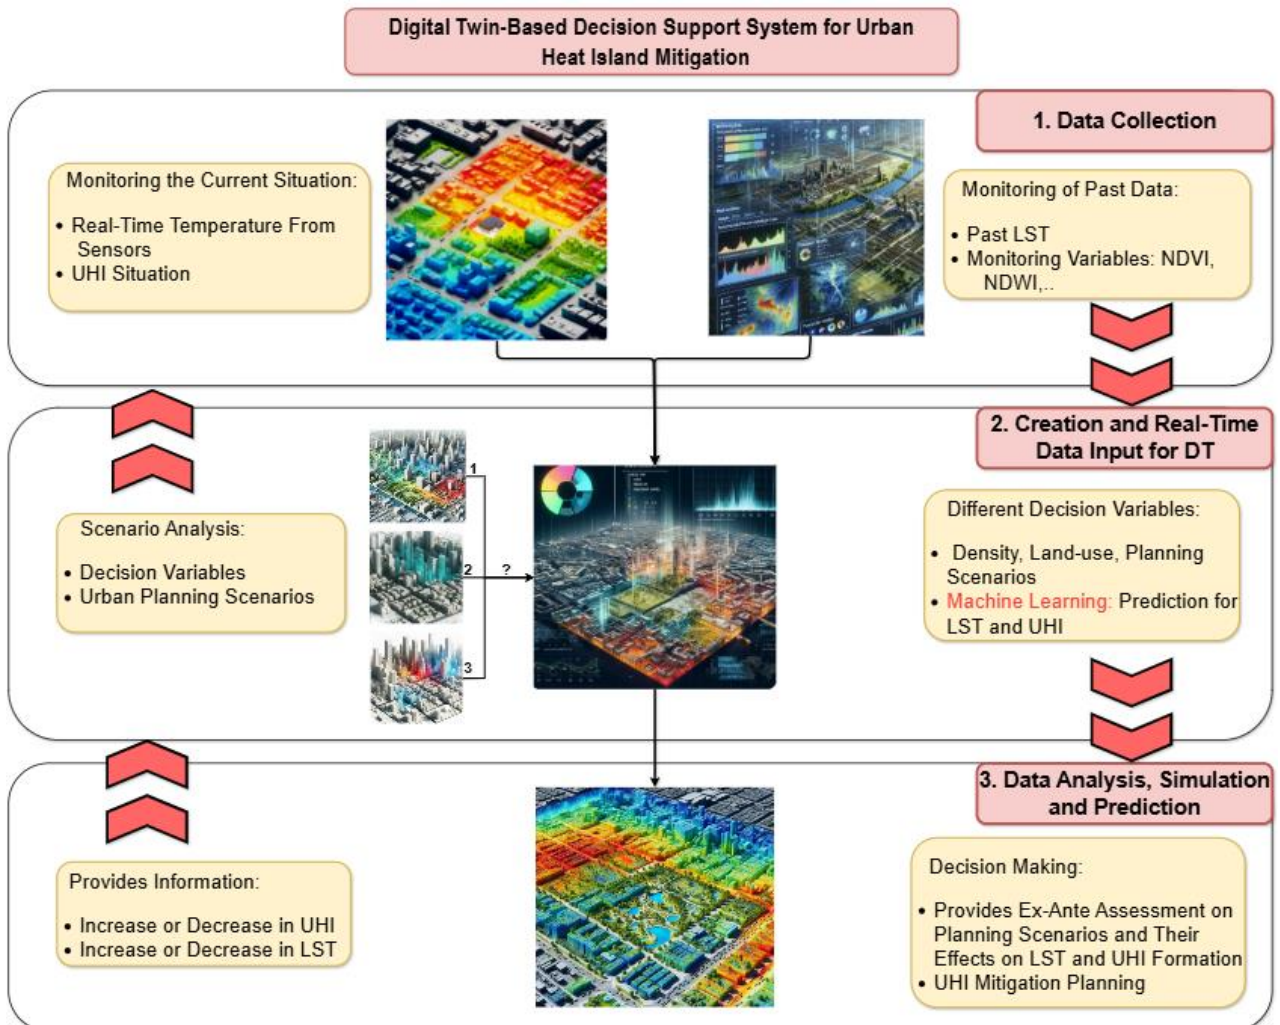 Digital Twin-Based Decision Support System for Urban
Heat Island Mitigation
1. Data Collection
Monitoring the Current Situation:
• Real-Time Temperature From
Sensors
• UHI Situation
Monitoring of Past Data:
• Past LST
• Monitoring Variables: NDVI,
NDWI,..
2. Creation and Real-Time
Data Input for DT
Scenario Analysis:
• Decision Variables
• Urban Planning Scenarios
1
2
3
?
Different Decision Variables:
• Density, Land-use, Planning
Scenarios
• Machine Learning: Prediction for
LST and UHI
3. Data Analysis, Simulation
and Prediction
Provides Information:
• Increase or Decrease in UHI
• Increase or Decrease in LST
Decision Making:
• Provides Ex-Ante Assessment on
Planning Scenarios and Their
Effects on LST and UHI Formation
• UHI Mitigation Planning